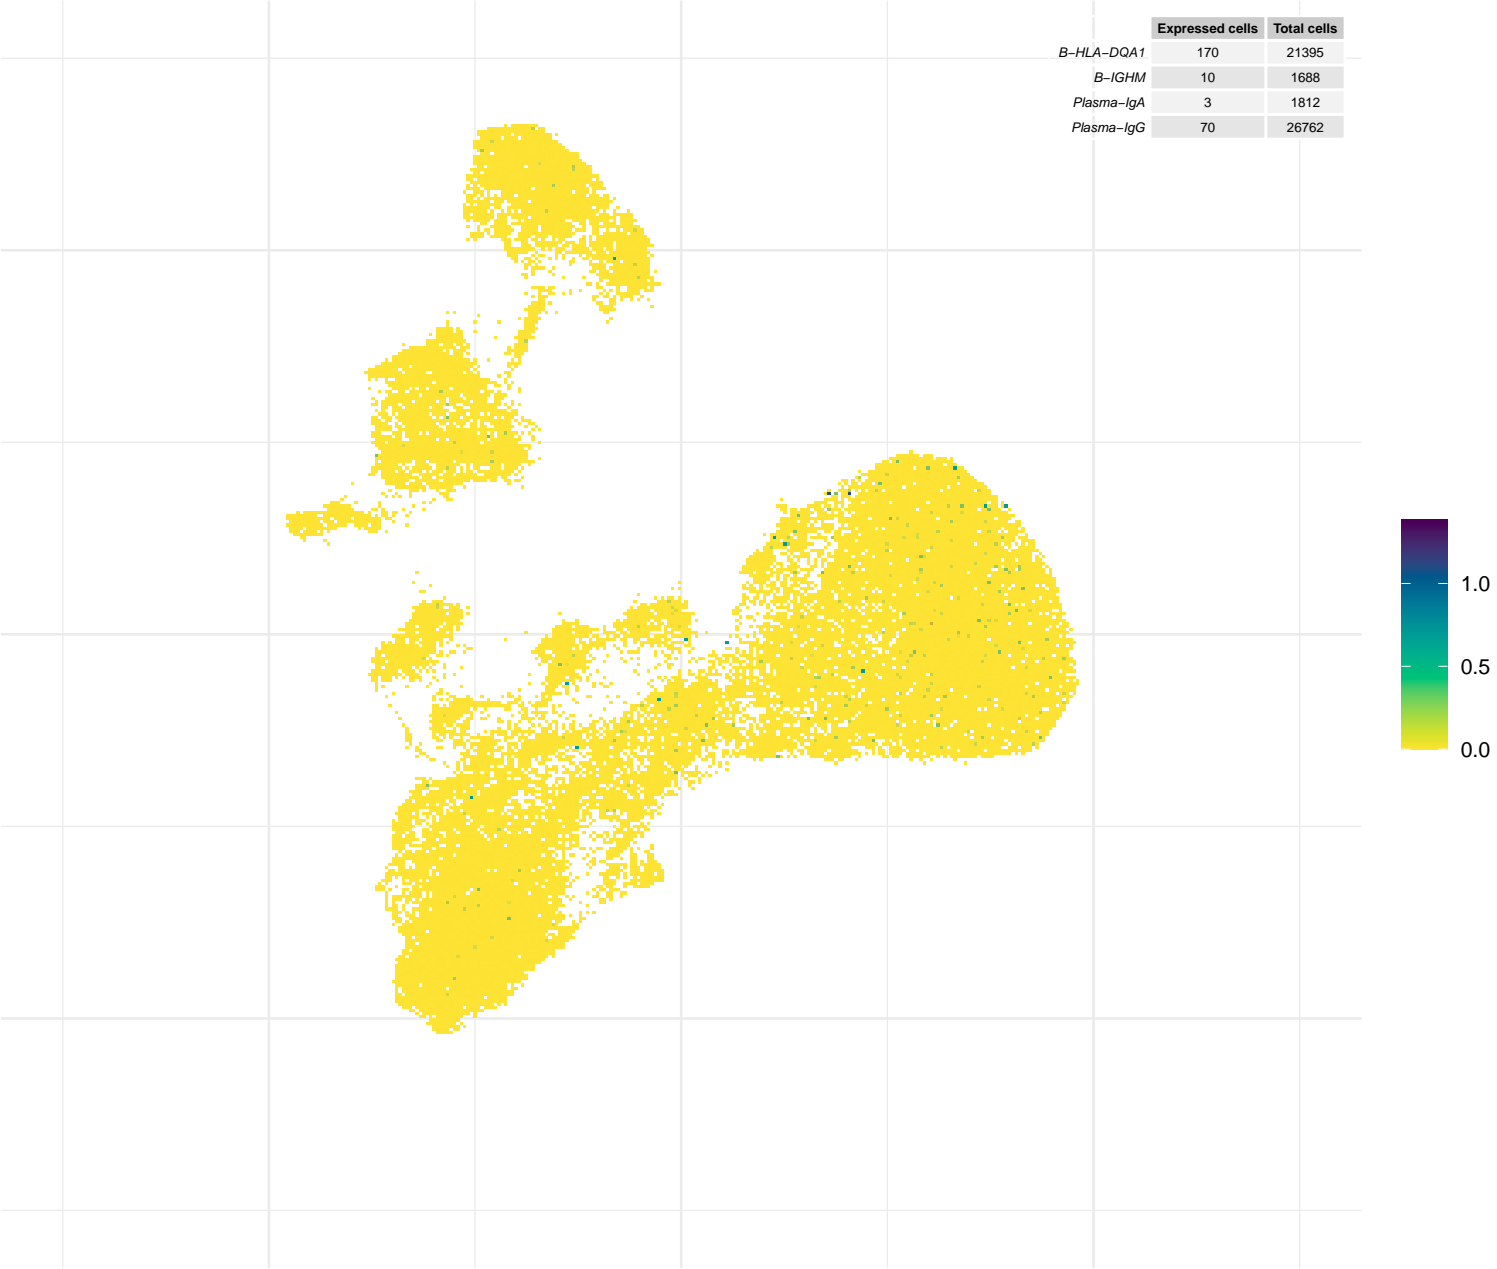 Expressed cells Total cells
B−HLA−DQA1 170 21395
B−IGHM 10 1688
Plasma−IgA 3 1812
Plasma−IgG 70 26762
1.0
0.5
0.0